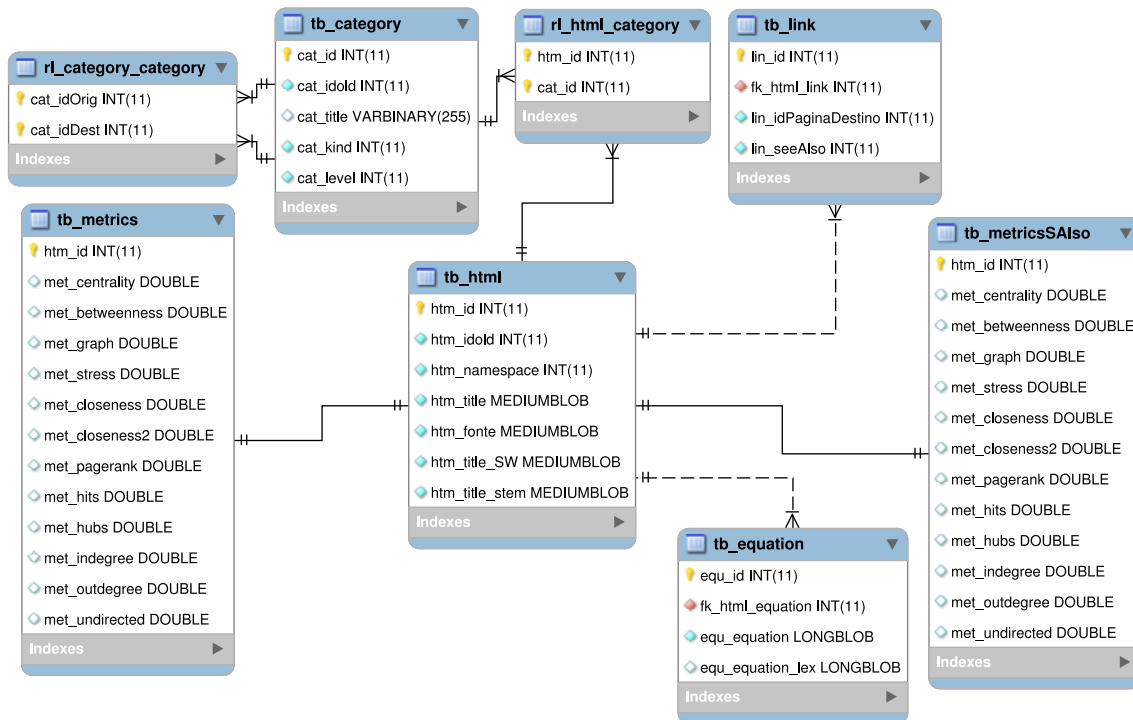 rl_category_category
cat_idOrig INT(11)
cat_idDest INT(11)
Indexes
tb_category
cat_id INT(11)
cat_idold INT(11)
cat_title VARBINARY(255)
cat_kind INT(11)
cat_level INT(11)
Indexes
rl_html_category
htm_id INT(11)
cat_id INT(11)
Indexes
tb_link
lin_id INT(11)
fk_html_link INT(11)
lin_idPaginaDestino INT(11)
lin_seeAlso INT(11)
Indexes
tb_metrics
htm_id INT(11)
met_centrality DOUBLE
met_betweenness DOUBLE
met_graph DOUBLE
met_stress DOUBLE
met_closeness DOUBLE
met_closeness2 DOUBLE
met_pagerank DOUBLE
met_hits DOUBLE
met_hubs DOUBLE
met_indegree DOUBLE
met_outdegree DOUBLE
met_undirected DOUBLE
Indexes
tb_html
htm_id INT(11)
htm_idold INT(11)
htm_namespace INT(11)
htm_title MEDIUMBLOB
htm_fonte MEDIUMBLOB
htm_title_SW MEDIUMBLOB
htm_title_stem MEDIUMBLOB
Indexes
tb_metricsSAlso
htm_id INT(11)
met_centrality DOUBLE
met_betweenness DOUBLE
met_graph DOUBLE
met_stress DOUBLE
met_closeness DOUBLE
met_closeness2 DOUBLE
met_pagerank DOUBLE
met_hits DOUBLE
met_hubs DOUBLE
met_indegree DOUBLE
met_outdegree DOUBLE
met_undirected DOUBLE
Indexes
tb_equation
equ_id INT(11)
fk_html_equation INT(11)
equ_equation LONGBLOB
equ_equation_lex LONGBLOB
Indexes